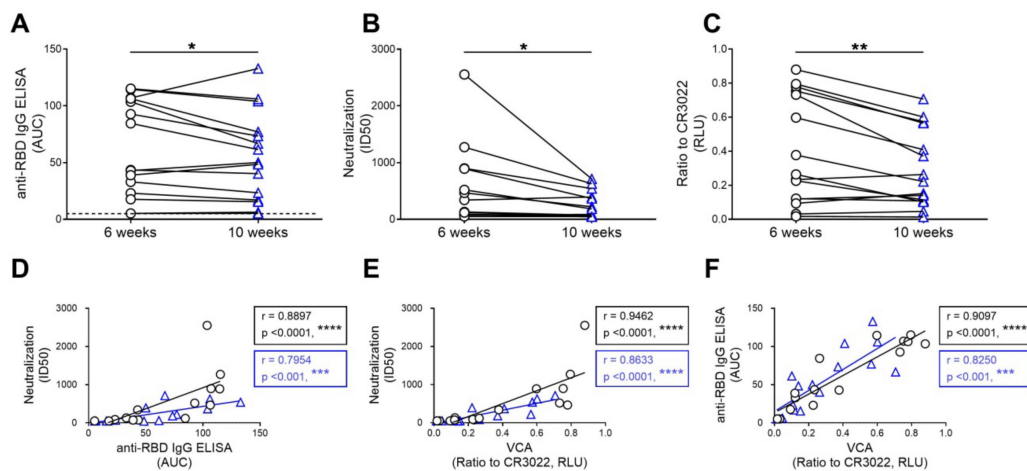 A
*
150
100
50
0
anti-RBD IgG ELISA
(AUC)
6 weeks
10 weeks
B
*
3000
2000
1000
0
Neutralization
(ID50)
6 weeks
10 weeks
C
**
1.0
0.8
0.6
0.4
0.2
0.0
Ratio to CR3022
(RLU)
6 weeks
10 weeks
D
3000
2000
1000
0
Neutralization
(ID50)
0 50 100 150
anti-RBD IgG ELISA
(AUC)
r = 0.8897
p <0.0001, ****
r = 0.7954
p <0.001, ***
E
3000
2000
1000
0
Neutralization
(ID50)
0.0 0.2 0.4 0.6 0.8 1.0
VCA
(Ratio to CR3022, RLU)
r = 0.9462
p <0.0001, ****
r = 0.8633
p <0.0001, ****
F
150
100
50
0
anti-RBD IgG ELISA
(AUC)
0.0 0.2 0.4 0.6 0.8 1.0
VCA
(Ratio to CR3022, RLU)
r = 0.9097
p <0.0001, ****
r = 0.8250
p <0.001, ***